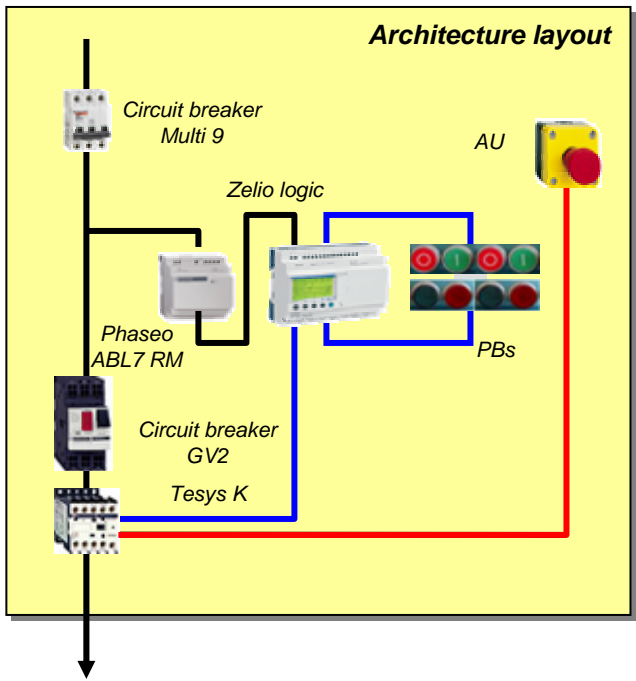 Architecture layout
Circuit breaker
Multi 9
AU
Zelio logic
Phaseo
ABL7 RM
PBs
Circuit breaker
GV2
Tesys K